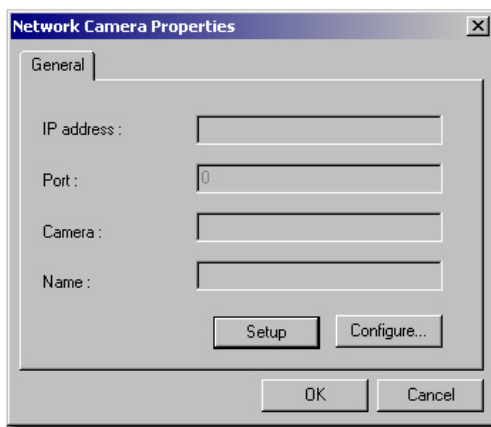 Network Camera Properties
General
IP address :
Port :
0
Camera :
Name :
Setup
Configure...
OK
Cancel